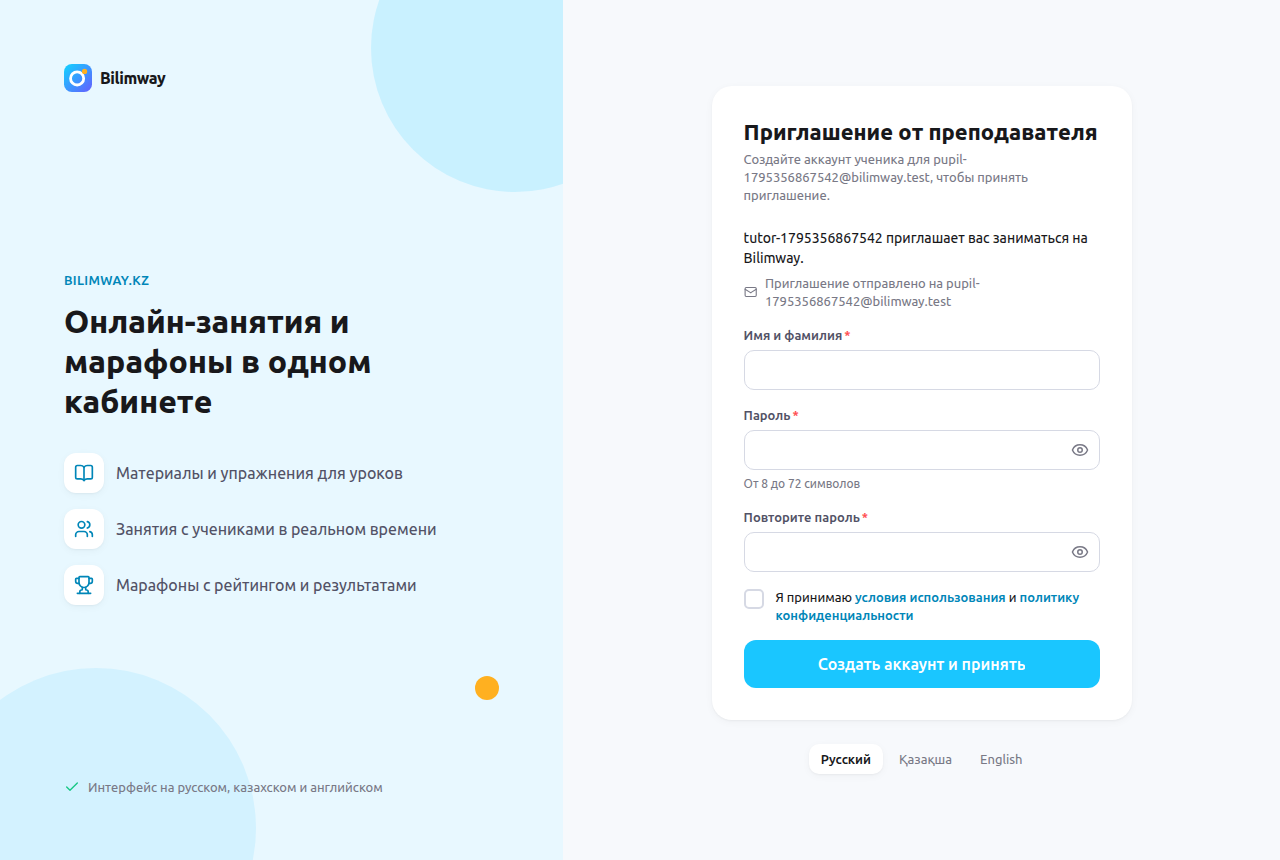 Bilimway
BILIMWAY.KZ
Онлайн-занятия и
марафоны в одном
кабинете
Материалы и упражнения для уроков
Занятия с учениками в реальном времени
Марафоны с рейтингом и результатами
Интерфейс на русском, казахском и английском
Приглашение от преподавателя
Создайте аккаунт ученика для pupil-
1795356867542@bilimway.test, чтобы принять
приглашение.
tutor-1795356867542 приглашает вас заниматься на
Bilimway.
Приглашение отправлено на pupil-
1795356867542@bilimway.test
Имя и фамилия *
Пароль *
От 8 до 72 символов
Повторите пароль *
Я принимаю условия использования и политику
конфиденциальности
Создать аккаунт и принять
Русский Қазақша English